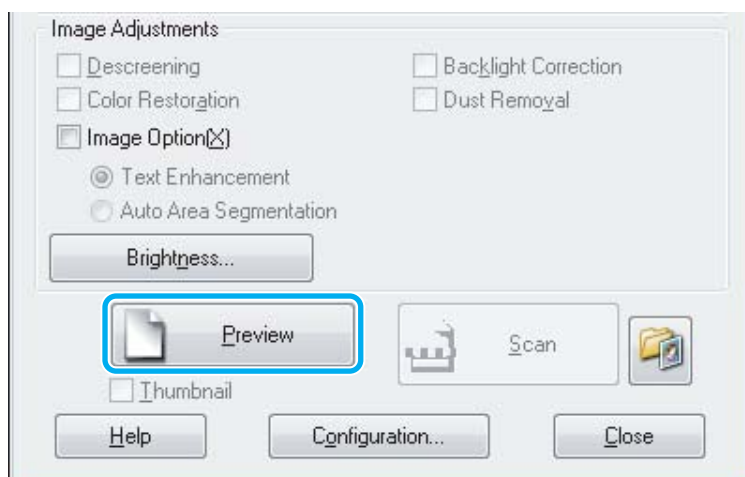 Image Adjustments
Descreening
Backlight Correction
Color Restoration
Dust Removal
Image Option(X)
Text Enhancement
Auto Area Segmentation
Brightness...
Preview
Scan
Thumbnail
Help
Configuration...
Close